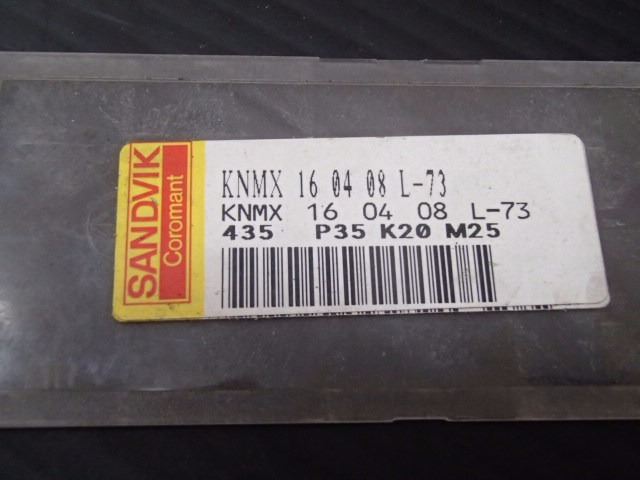 SANDVIK
Coromant
KNMX 16 04 08 L-73
KNMX 16 04 08 L-73
435 P35 K20 M25